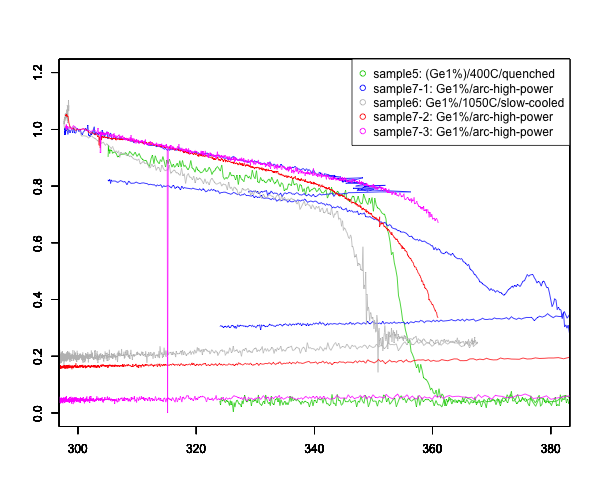 1.2
1.0
0.8
0.6
0.4
0.2
0.0
sample5: (Ge1%)/400C/quenched
sample7-1: Ge1%/arc-high-power
sample6: Ge1%/1050C/slow-cooled
sample7-2: Ge1%/arc-high-power
sample7-3: Ge1%/arc-high-power
300 320 340 360 380